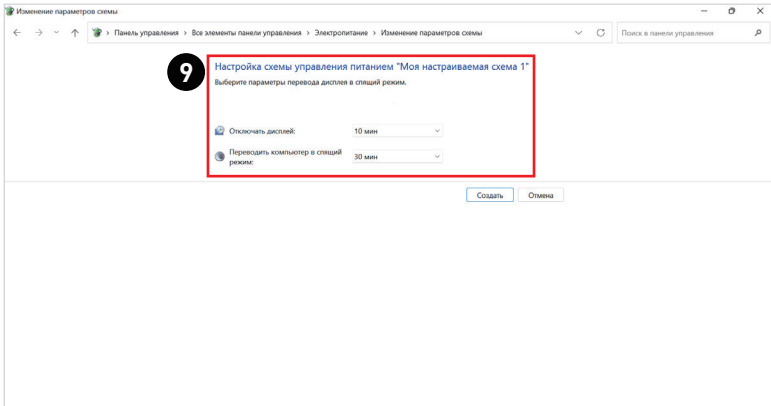 Изменение параметров схемы
Панель управления › Все элементы панели управления › Электропитание › Изменение параметров схемы
Поиск в панели управления
9
Настройка схемы управления питанием "Моя настраиваемая схема 1"
Выберите параметры перевода дисплея в спящий режим.
Отключать дисплей: 10 мин
Переводить компьютер в спящий
режим: 30 мин
Создать Отмена